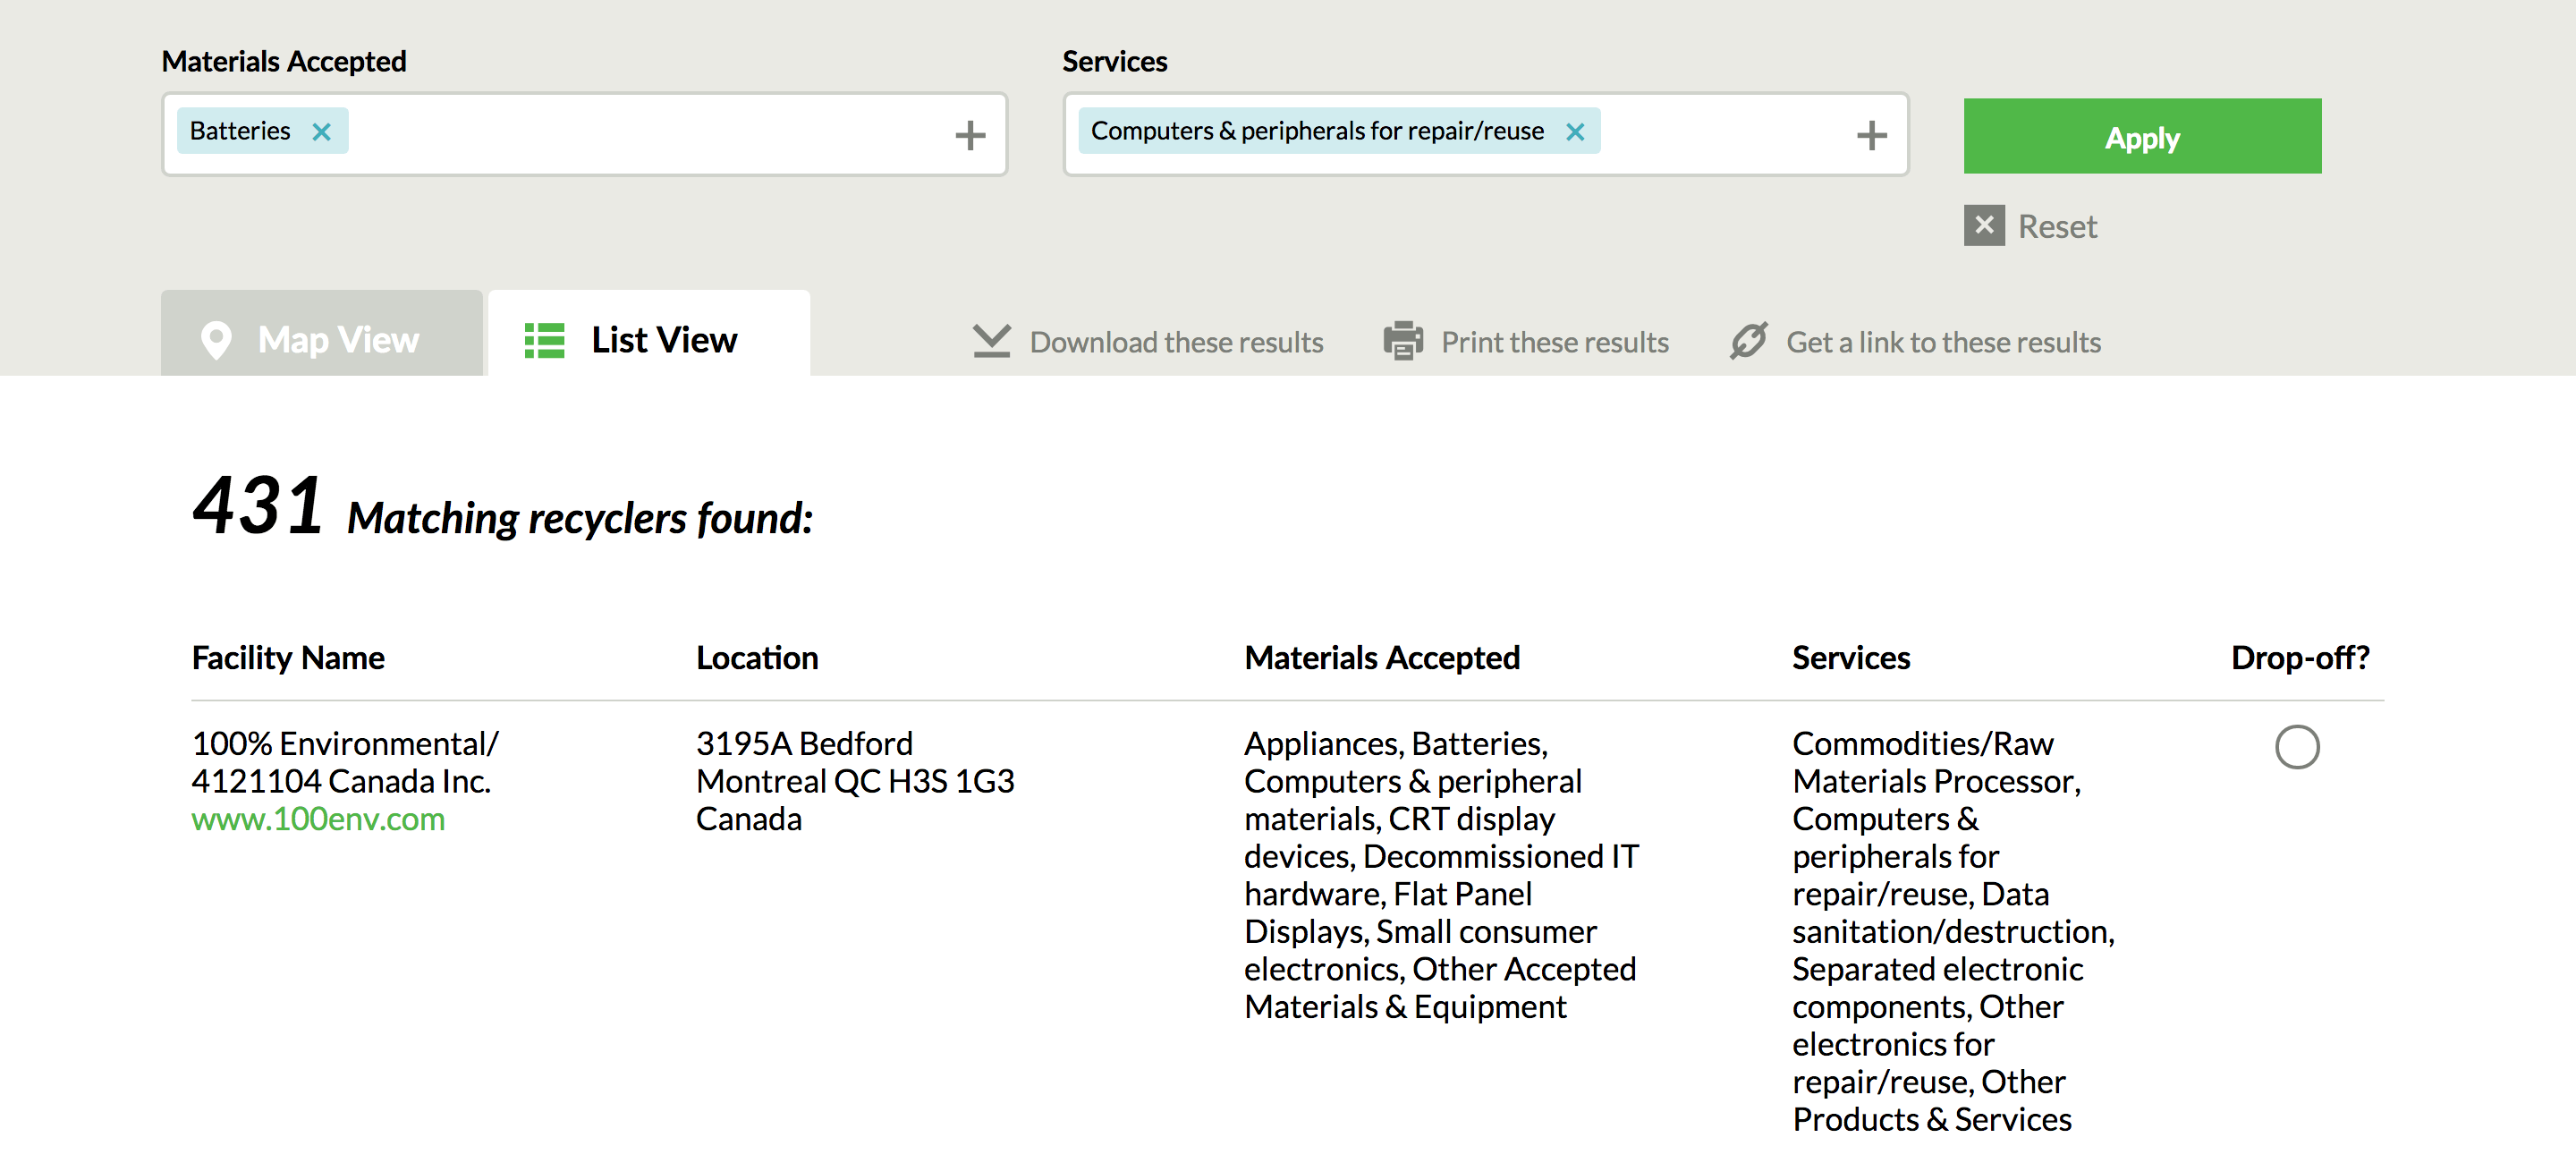 Materials Accepted
Services
Batteries
Computers & peripherals for repair/reuse
Apply
Reset
Map View
List View
Download these results
Print these results
Get a link to these results
431 Matching recyclers found:
Facility Name
Location
Materials Accepted
Services
Drop-off?
100% Environmental/
4121104 Canada Inc.
www.100env.com
3195A Bedford
Montreal QC H3S 1G3
Canada
Appliances, Batteries,
Computers & peripheral
materials, CRT display
devices, Decommissioned IT
hardware, Flat Panel
Displays, Small consumer
electronics, Other Accepted
Materials & Equipment
Commodities/Raw
Materials Processor,
Computers &
peripherals for
repair/reuse, Data
sanitation/destruction,
Separated electronic
components, Other
electronics for
repair/reuse, Other
Products & Services